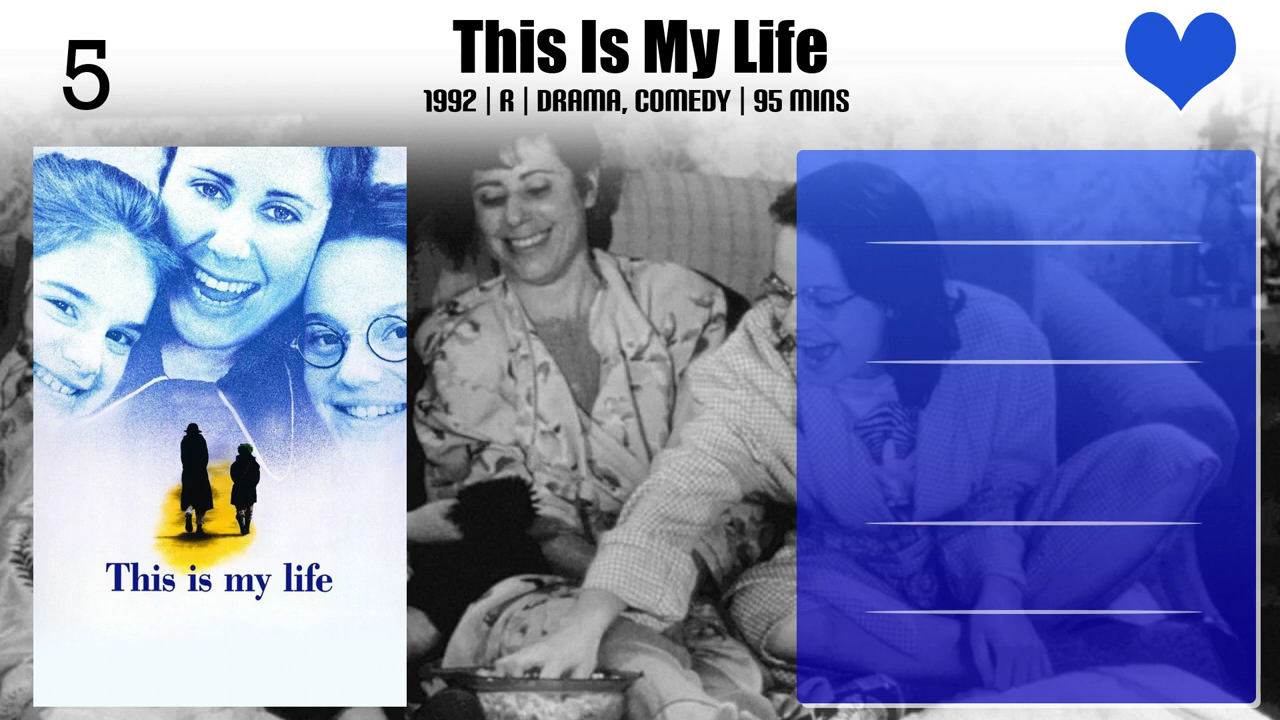 5
This Is My Life
1992 | R | DRAMA, COMEDY | 95 MINS
This is my life